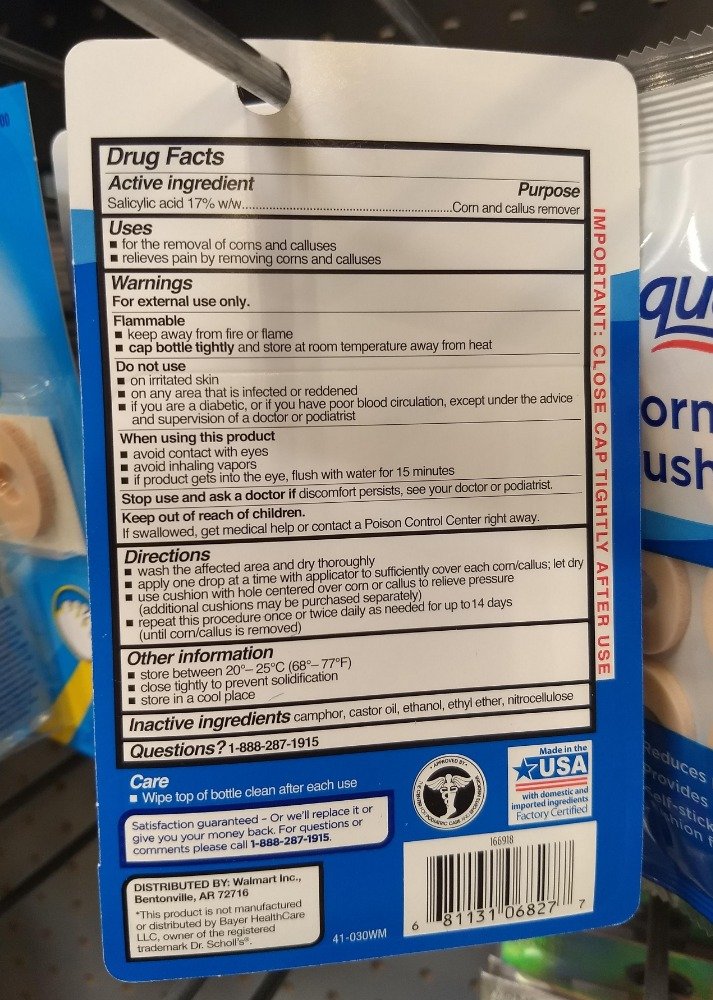 Drug Facts
Active ingredient Purpose
Salicylic acid 17% w/w..........................................................Corn and callus remover
Uses
■ for the removal of corns and calluses
■ relieves pain by removing corns and calluses
Warnings
For external use only.
Flammable
■ keep away from fire or flame
■ cap bottle tightly and store at room temperature away from heat
Do not use
■ on irritated skin
■ on any area that is infected or reddened
■ if you are a diabetic, or if you have poor blood circulation, except under the advice
and supervision of a doctor or podiatrist
When using this product
■ avoid contact with eyes
■ avoid inhaling vapors
■ if product gets into the eye, flush with water for 15 minutes
Stop use and ask a doctor if discomfort persists, see your doctor or podiatrist.
Keep out of reach of children.
If swallowed, get medical help or contact a Poison Control Center right away.
Directions
■ wash the affected area and dry thoroughly
■ apply one drop at a time with applicator to sufficiently cover each corn/callus; let dry
■ use cushion with hole centered over corn or callus to relieve pressure
(additional cushions may be purchased separately)
■ repeat this procedure once or twice daily as needed for up to14 days
(until corn/callus is removed)
Other information
■ store between 20°– 25°C (68°– 77°F)
■ close tightly to prevent solidification
■ store in a cool place
Inactive ingredients camphor, castor oil, ethanol, ethyl ether, nitrocellulose
Questions? 1-888-287-1915
IMPORTANT: CLOSE CAP TIGHTLY AFTER USE
Care
■ Wipe top of bottle clean after each use
Satisfaction guaranteed – Or we'll replace it or
give you your money back. For questions or
comments please call 1-888-287-1915.
APPROVED BY
Made in the
USA
with domestic and
imported ingredients
Factory Certified
DISTRIBUTED BY: Walmart Inc.,
Bentonville, AR 72716
*This product is not manufactured
or distributed by Bayer HealthCare
LLC, owner of the registered
trademark Dr. Scholl's®.
41-030WM
166918
6 81131 06827 7
qu
orn
ush
Reduces
rovides
elf-stick
hion f